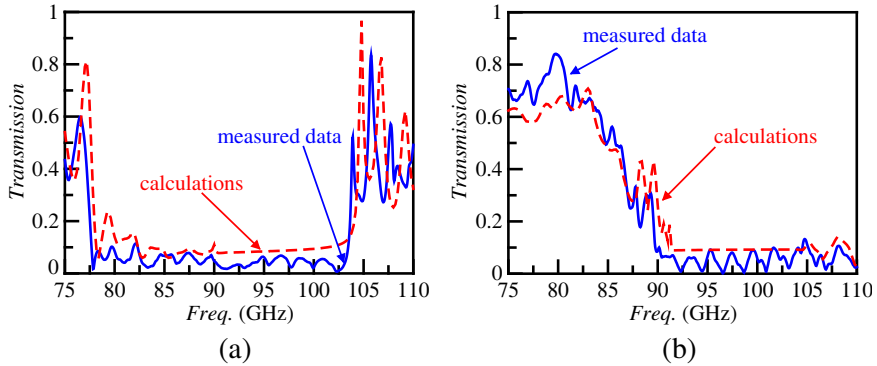 1
0.8
0.6
0.4
0.2
0
Transmission
measured data
calculations
75 80 85 90 95 100 105 110
Freq. (GHz)
(a)
1
0.8
0.6
0.4
0.2
0
Transmission
measured data
calculations
75 80 85 90 95 100 105 110
Freq. (GHz)
(b)